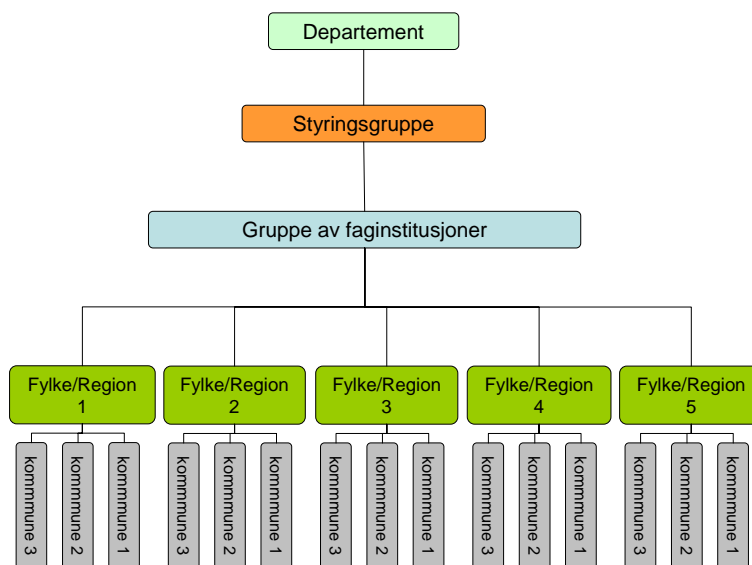 Departement
Styringsgruppe
Gruppe av faginstitusjoner
Fylke/Region
1
Fylke/Region
2
Fylke/Region
3
Fylke/Region
4
Fylke/Region
5
kommmune 3
kommmune 2
kommmune 1
kommmune 3
kommmune 2
kommmune 1
kommmune 3
kommmune 2
kommmune 1
kommmune 3
kommmune 2
kommmune 1
kommmune 3
kommmune 2
kommmune 1